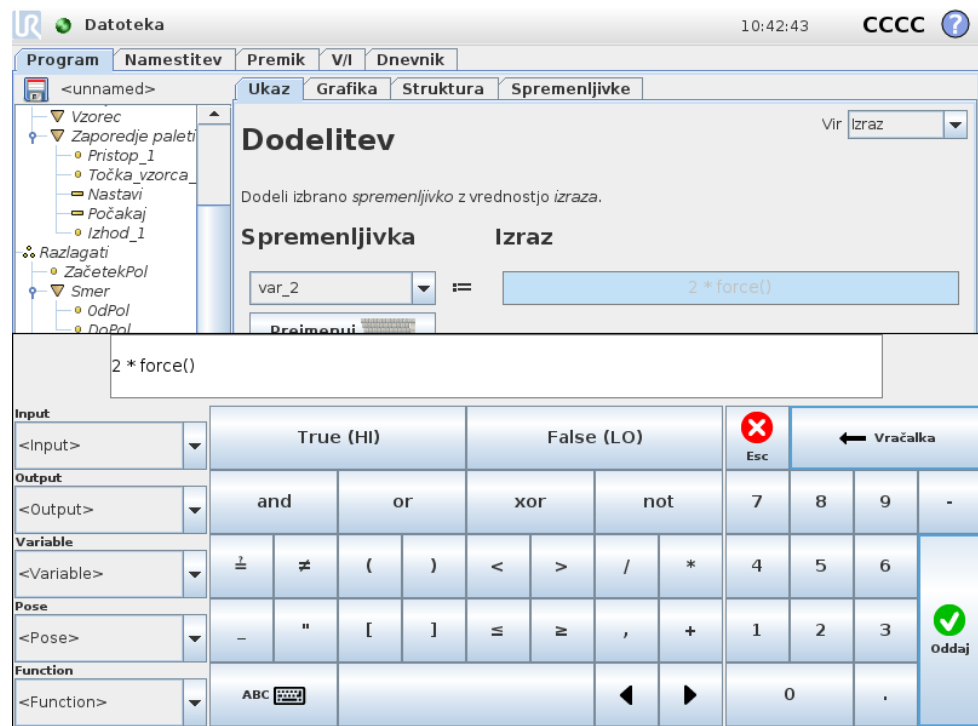 UR Datoteka 10:42:43 CCCC ?
Program Namestitev Premik V/I Dnevnik
<unnamed> Ukaz Grafika Struktura Spremenljivke
Vzorec
Zaporedje paleti
Pristop_1
Točka_vzorca_
Nastavi
Počakaj
Izhod_1
Razlagati
ZačetekPol
Smer
OdPol
DoPol
Vir Izraz
Dodelitev
Dodeli izbrano spremenljivko z vrednostjo izraza.
Spremenljivka Izraz
var_2 := 2 * force()
Preimenuj
2 * force()
Input
<Input>
Output
<Output>
Variable
<Variable>
Pose
<Pose>
Function
<Function>
True (HI) False (LO) Esc Vračalka
and or xor not 7 8 9 -
≟ ≠ ( ) < > / * 4 5 6
_ " [ ] ≤ ≥ , + 1 2 3 Oddaj
ABC 0 .